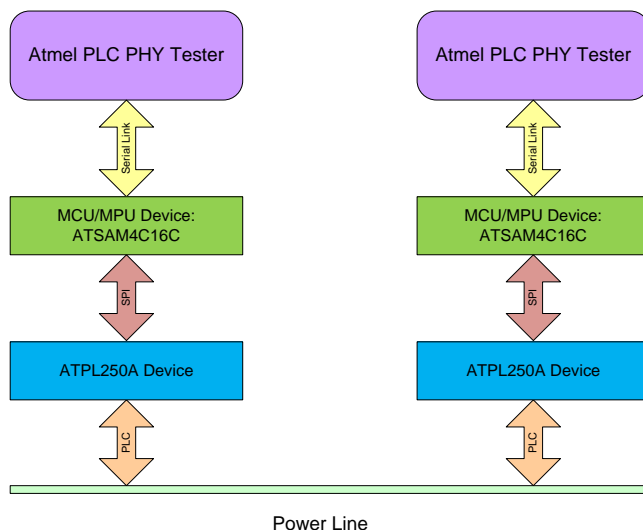 Atmel PLC PHY Tester
Atmel PLC PHY Tester
Serial Link
Serial Link
MCU/MPU Device:
ATSAM4C16C
MCU/MPU Device:
ATSAM4C16C
SPI
SPI
ATPL250A Device
ATPL250A Device
PLC
PLC
Power Line